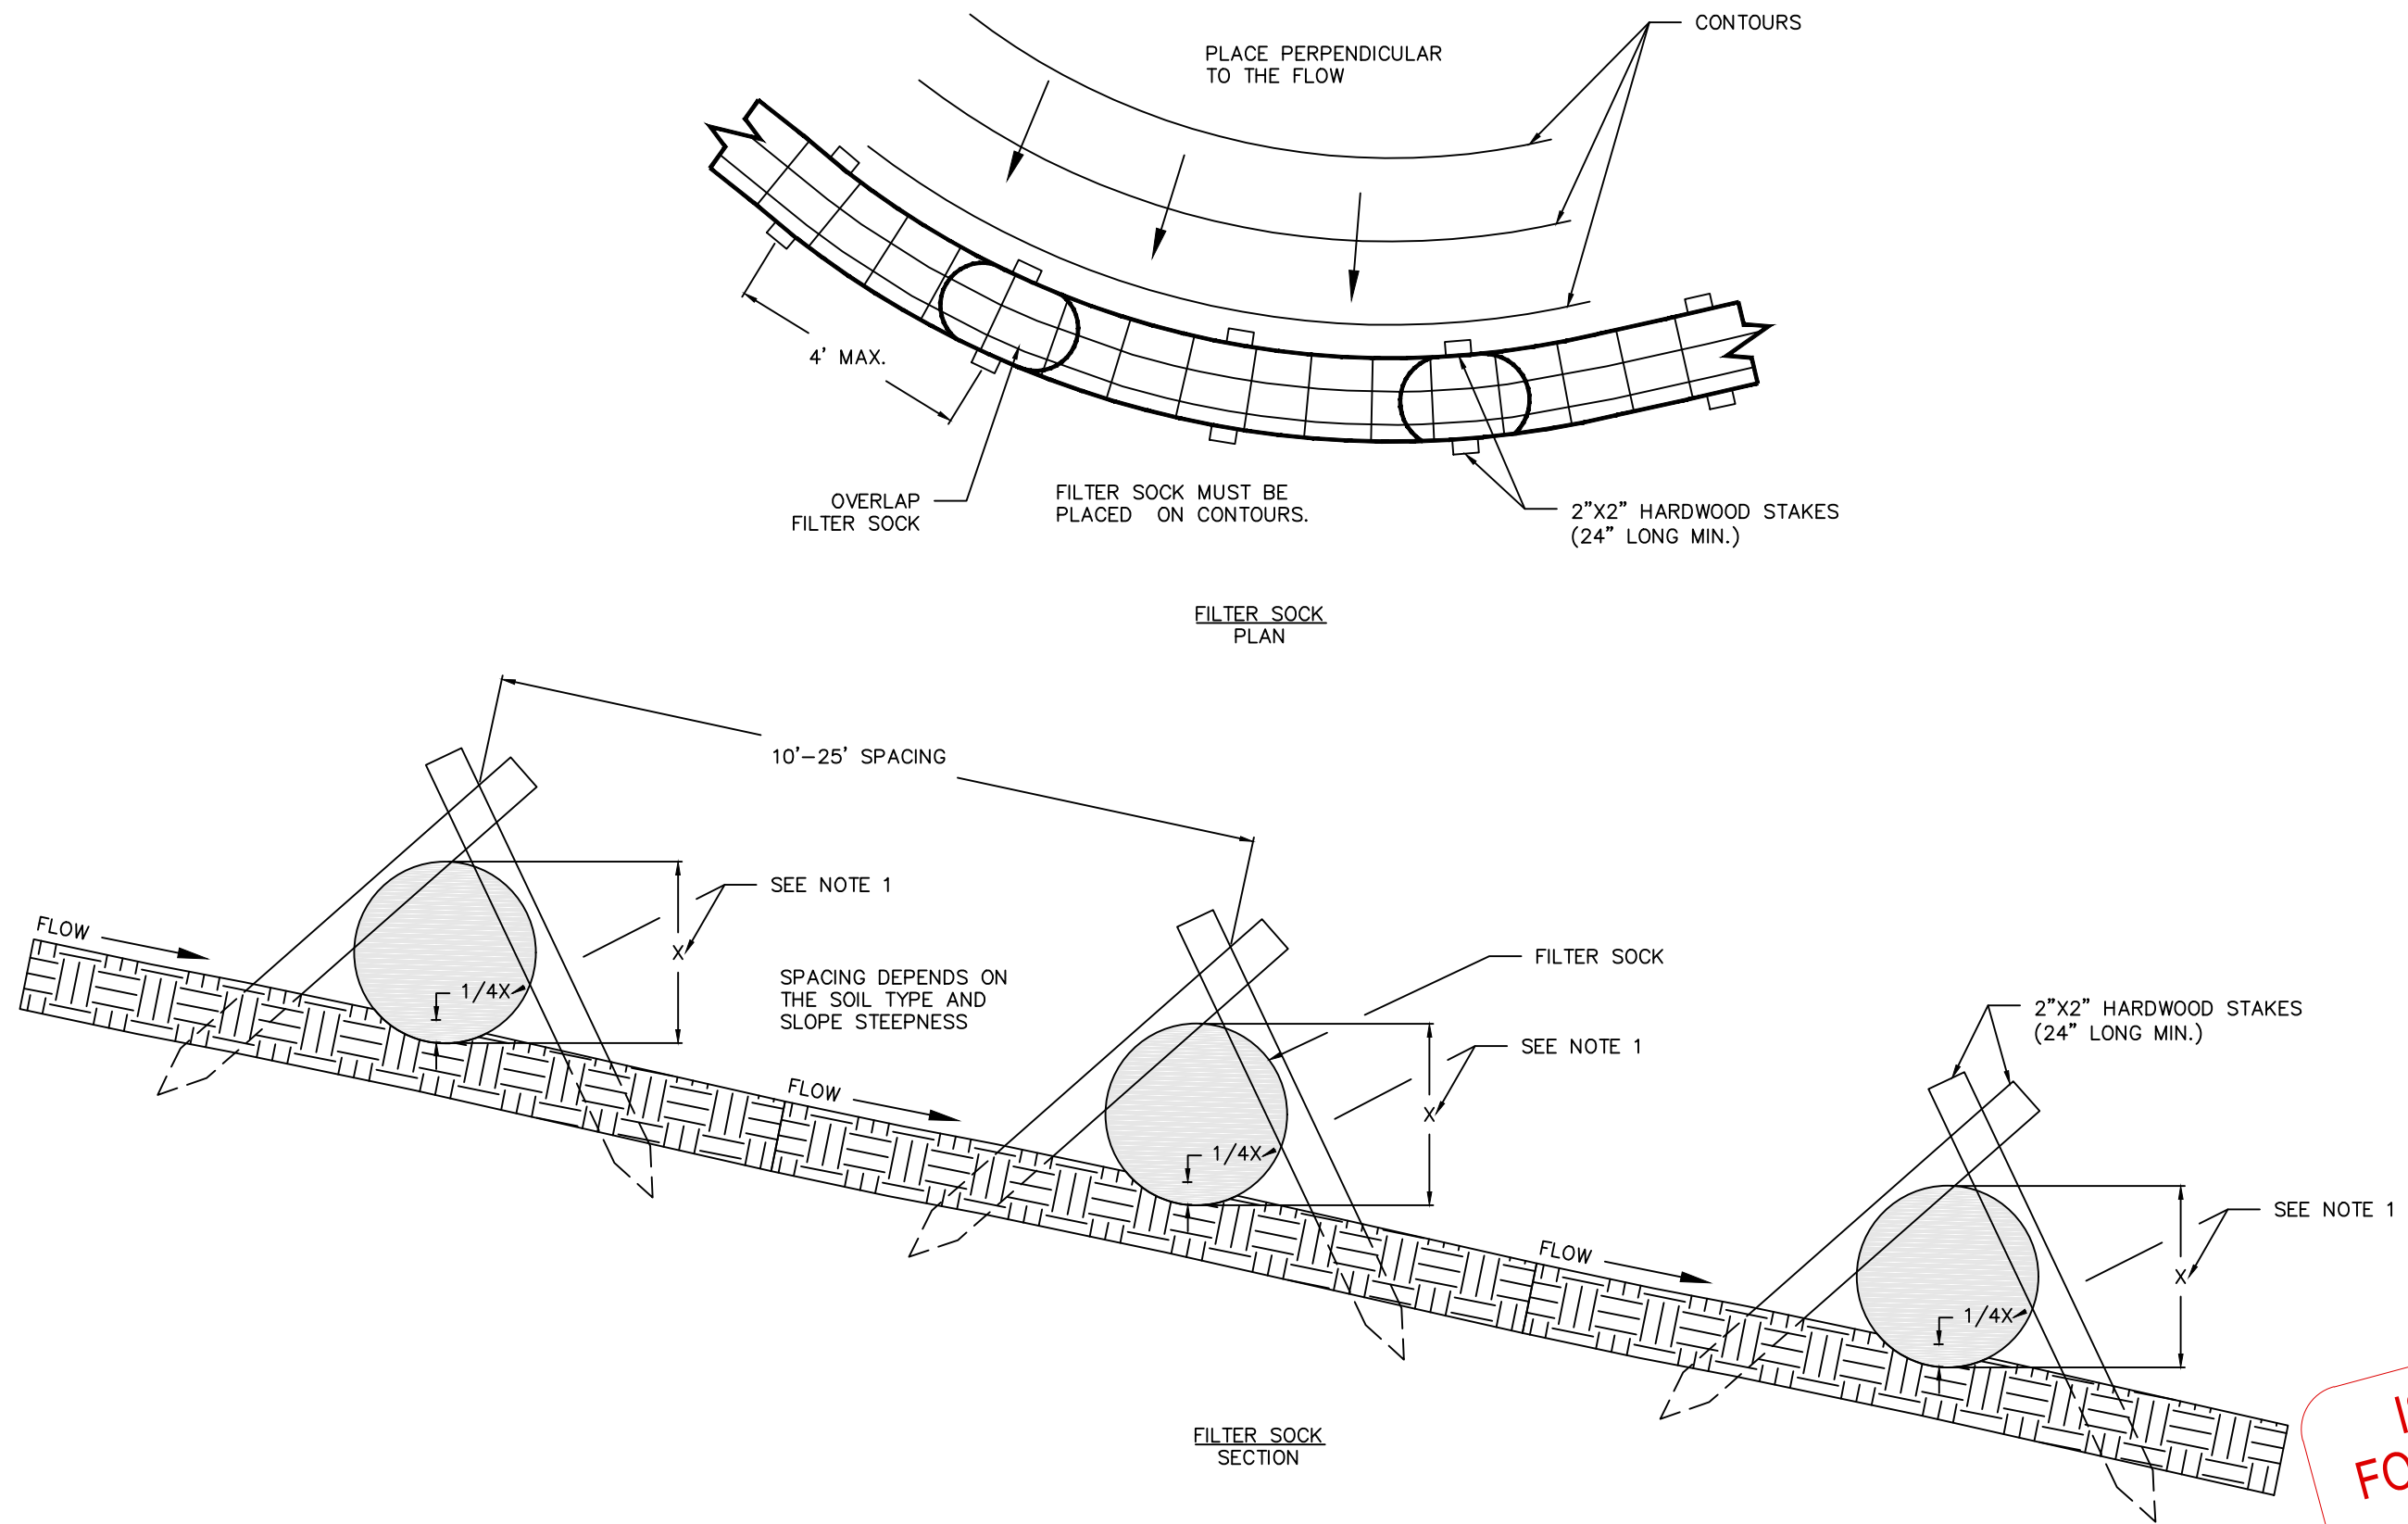 CONTOURS
PLACE PERPENDICULAR
TO THE FLOW
4' MAX.
OVERLAP
FILTER SOCK
FILTER SOCK MUST BE
PLACED ON CONTOURS.
2"X2" HARDWOOD STAKES
(24" LONG MIN.)
FILTER SOCK
PLAN
10'-25' SPACING
SEE NOTE 1
FLOW
X
1/4X
SPACING DEPENDS ON
THE SOIL TYPE AND
SLOPE STEEPNESS
FILTER SOCK
2"X2" HARDWOOD STAKES
(24" LONG MIN.)
SEE NOTE 1
FLOW
X
1/4X
SEE NOTE 1
FLOW
X
1/4X
FILTER SOCK
SECTION